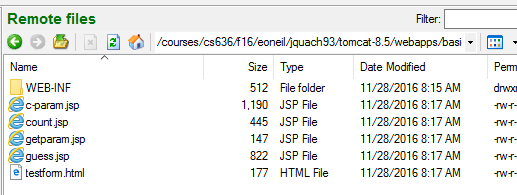 Remote files
Filter:
/courses/cs636/f16/eoneil/jquach93/tomcat-8.5/webapps/basi
Name Size Type Date Modified Perm
WEB-INF 512 File folder 11/28/2016 8:15 AM drwxr
c-param.jsp 1,190 JSP File 11/28/2016 8:17 AM -rw-r-
count.jsp 445 JSP File 11/28/2016 8:17 AM -rw-r-
getparam.jsp 147 JSP File 11/28/2016 8:17 AM -rw-r-
guess.jsp 822 JSP File 11/28/2016 8:17 AM -rw-r-
testform.html 177 HTML File 11/28/2016 8:17 AM -rw-r-